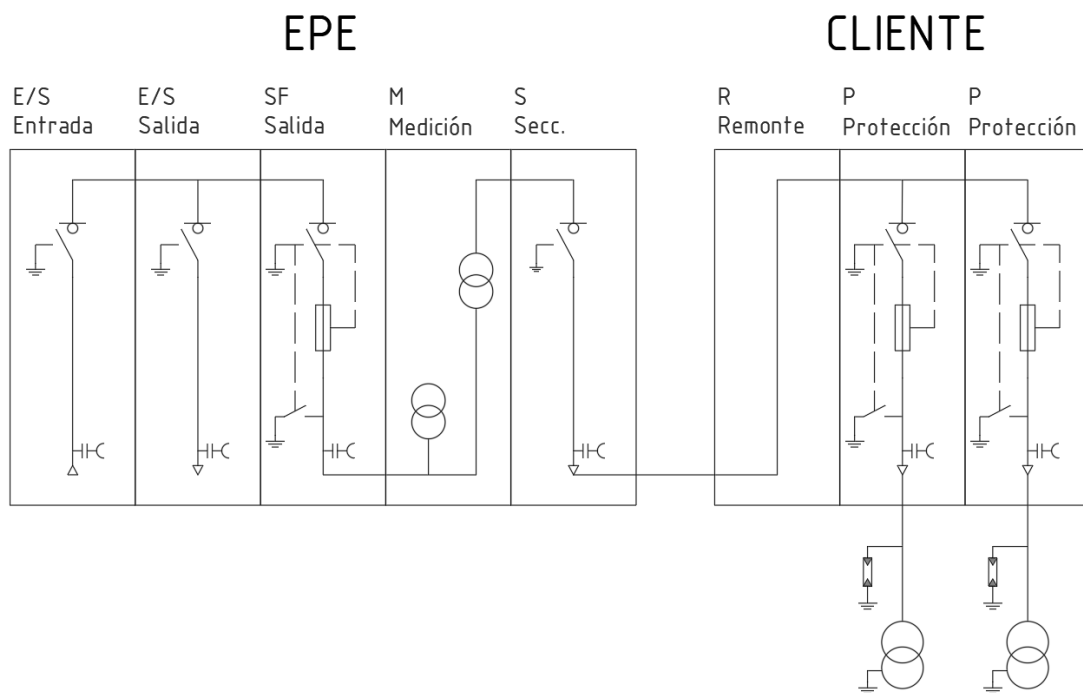 EPE
CLIENTE
E/S
Entrada
E/S
Salida
SF
Salida
M
Medición
S
Secc.
R
Remonte
P
Protección
P
Protección